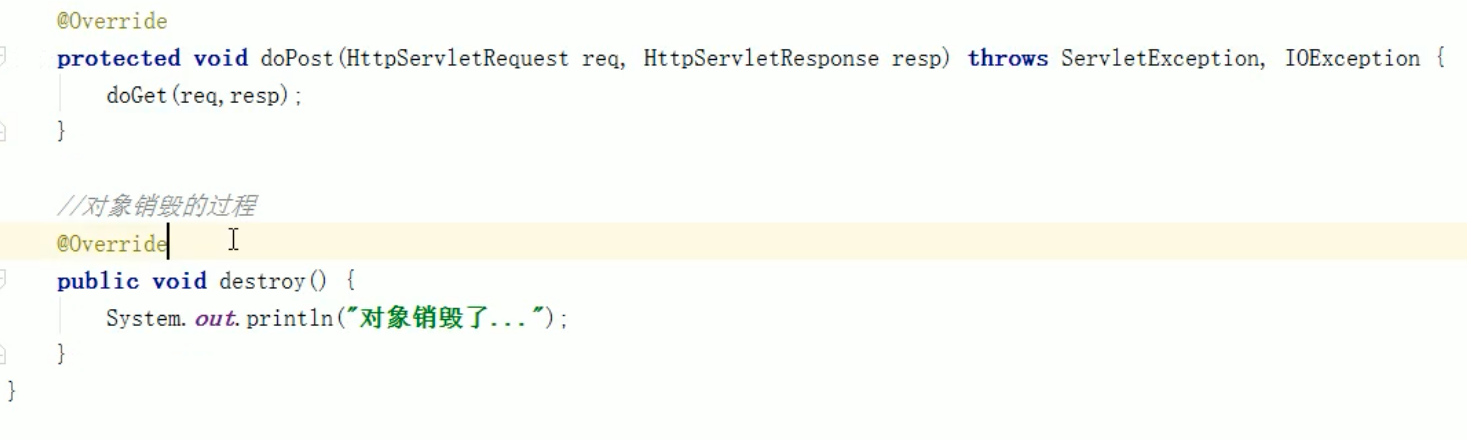 @Override
protected void doPost(HttpServletRequest req, HttpServletResponse resp) throws ServletException, IOException {
doGet(req,resp);
}
//对象销毁的过程
@Override
public void destroy() {
System.out.println("对象销毁了...");
}
}